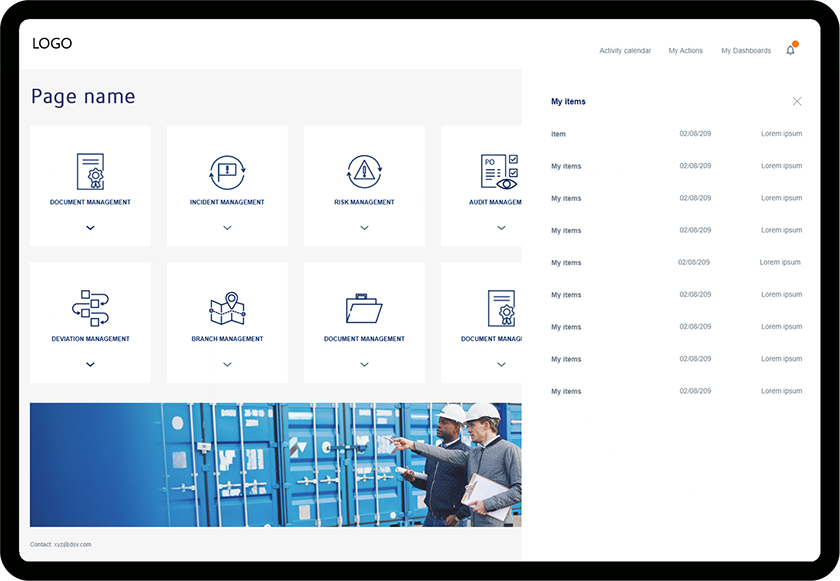 LOGO
Activity calendar My Actions My Dashboards
Page name
DOCUMENT MANAGEMENT
INCIDENT MANAGEMENT
RISK MANAGEMENT
PO
AUDIT MANAGEM
DEVIATION MANAGEMENT
BRANCH MANAGEMENT
DOCUMENT MANAGEMENT
DOCUMENT MANAG
Contact: xyz@dsv.com
My items
Item 02/08/209 Lorem ipsum
My items 02/08/209 Lorem ipsum
My items 02/08/209 Lorem ipsum
My items 02/08/209 Lorem ipsum
My items 02/08/209 Lorem ipsum
My items 02/08/209 Lorem ipsum
My items 02/08/209 Lorem ipsum
My items 02/08/209 Lorem ipsum
My items 02/08/209 Lorem ipsum